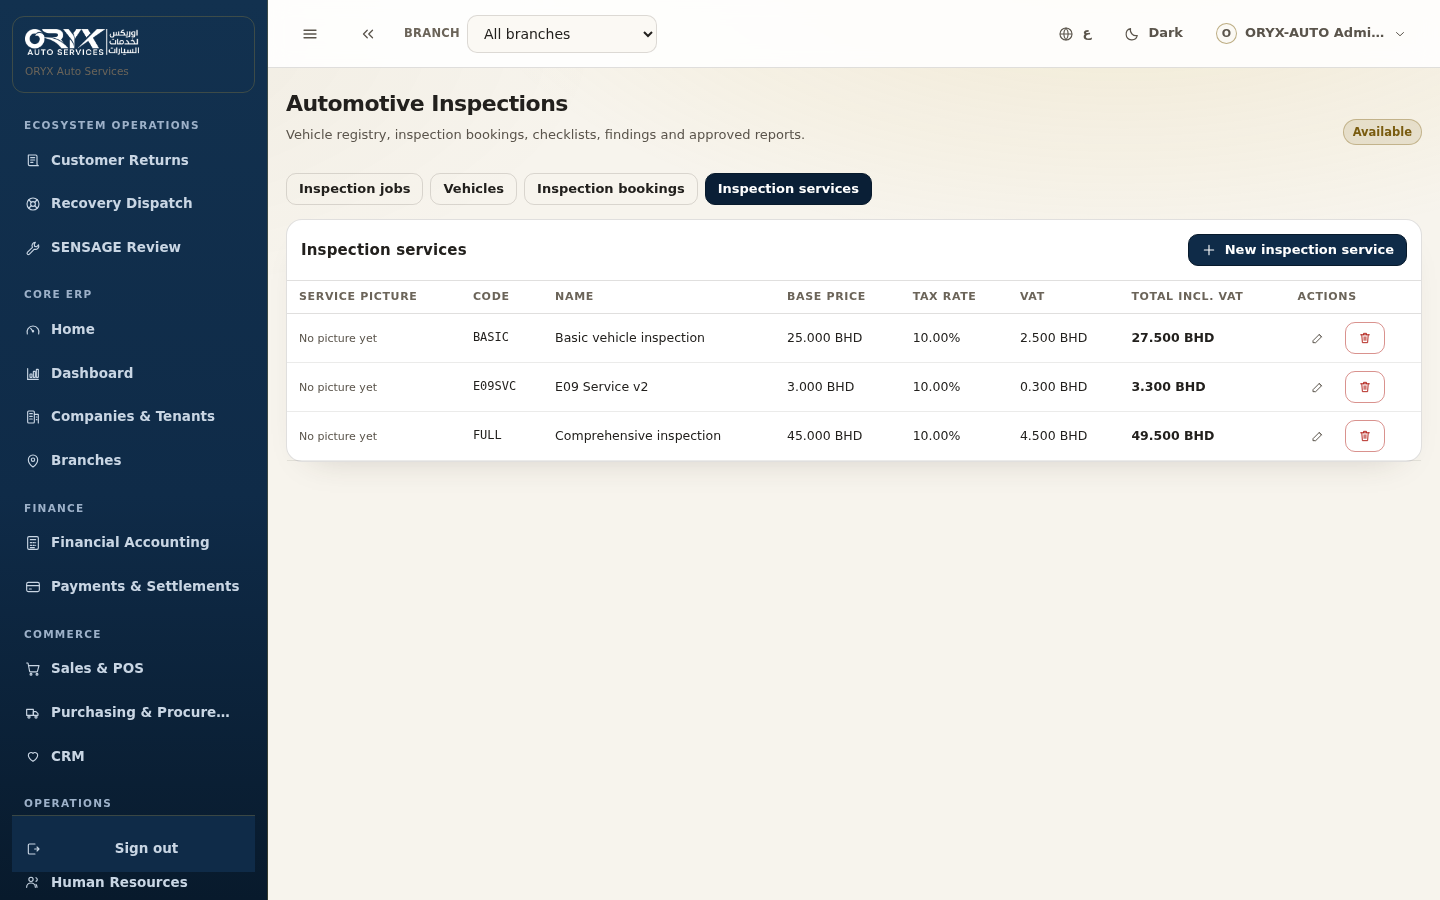 ORYX
AUTO SERVICES
اوريكس
لخدمات
السيارات
ORYX Auto Services
ECOSYSTEM OPERATIONS
Customer Returns
Recovery Dispatch
SENSAGE Review
CORE ERP
Home
Dashboard
Companies & Tenants
Branches
FINANCE
Financial Accounting
Payments & Settlements
COMMERCE
Sales & POS
Purchasing & Procure…
CRM
OPERATIONS
Sign out
Human Resources
BRANCH All branches ع Dark O ORYX-AUTO Admi…
Automotive Inspections
Vehicle registry, inspection bookings, checklists, findings and approved reports.
Available
Inspection jobs Vehicles Inspection bookings Inspection services
Inspection services New inspection service
SERVICE PICTURE CODE NAME BASE PRICE TAX RATE VAT TOTAL INCL. VAT ACTIONS
No picture yet BASIC Basic vehicle inspection 25.000 BHD 10.00% 2.500 BHD 27.500 BHD
No picture yet E09SVC E09 Service v2 3.000 BHD 10.00% 0.300 BHD 3.300 BHD
No picture yet FULL Comprehensive inspection 45.000 BHD 10.00% 4.500 BHD 49.500 BHD